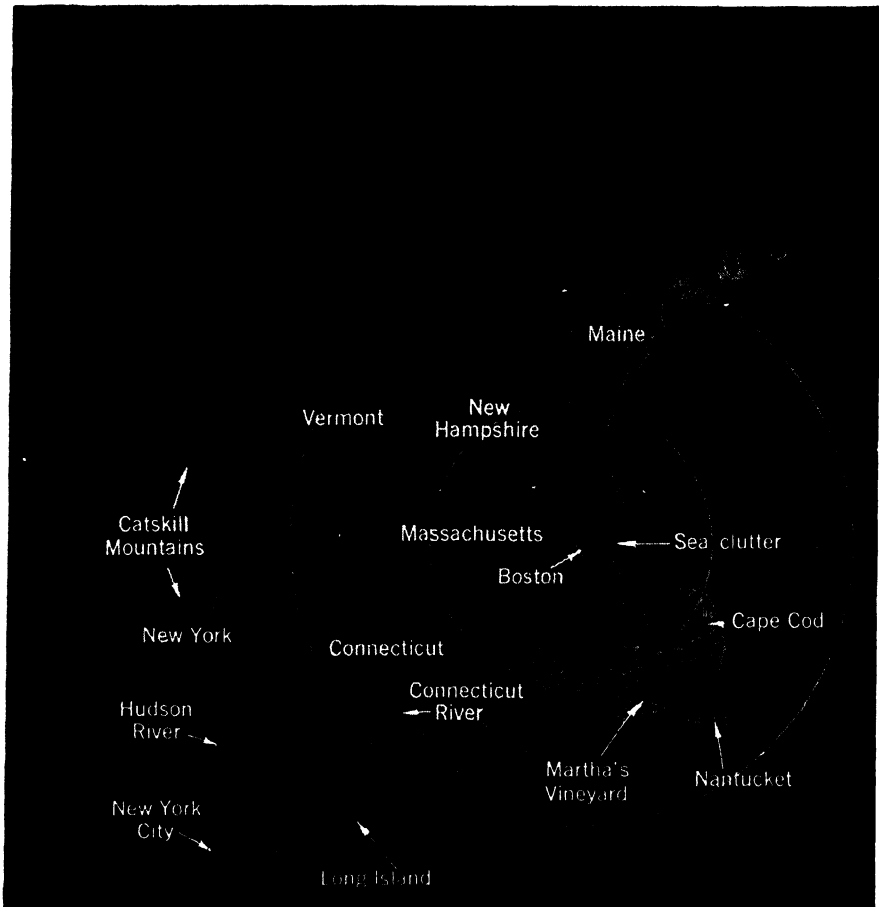 Maine
Vermont
New
Hampshire
Catskill
Mountains
Massachusetts
Sea clutter
Boston
New York
Connecticut
Cape Cod
Connecticut
River
Hudson
River
Martha's
Vineyard
Nantucket
New York
City
Long Island